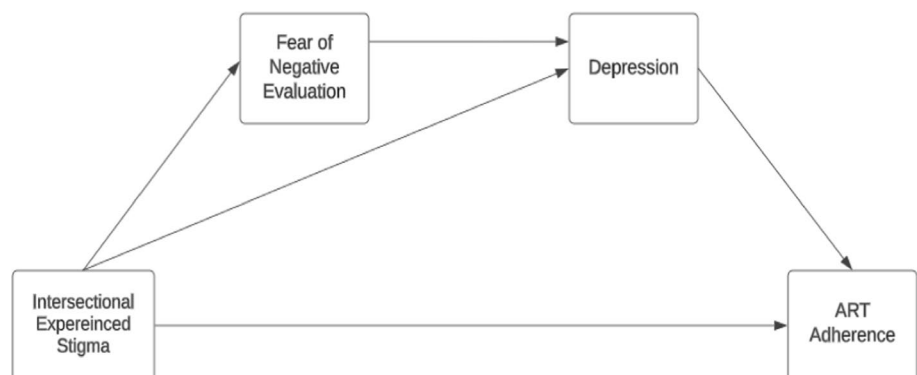 Fear of
Negative
Evaluation
Depression
Intersectional
Expereinced
Stigma
ART
Adherence